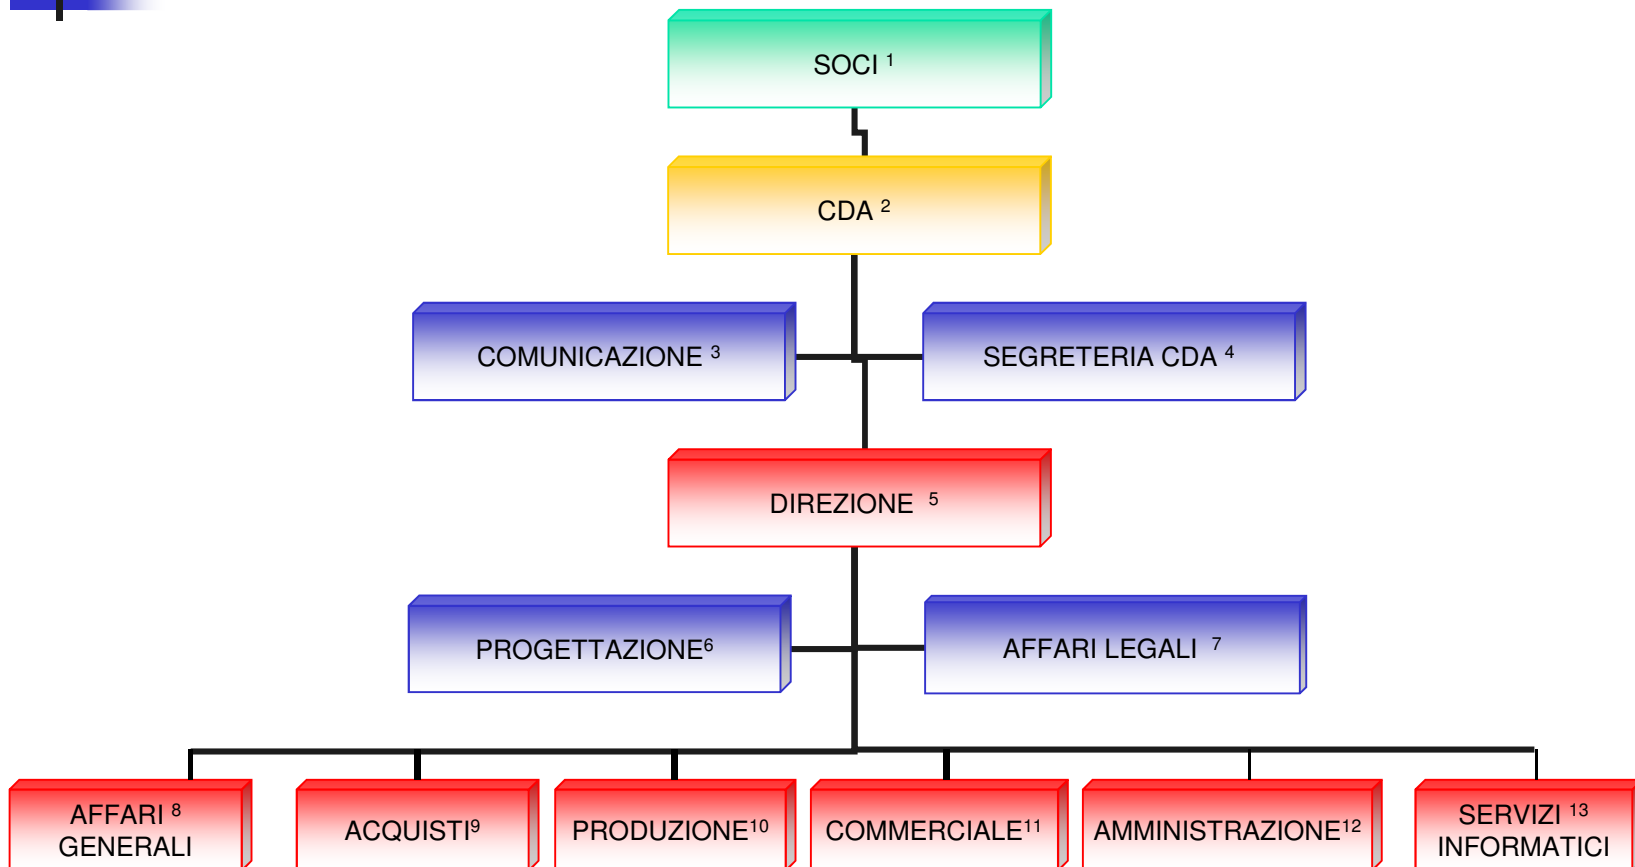 SOCI 1
CDA 2
COMUNICAZIONE 3
SEGRETERIA CDA 4
DIREZIONE 5
PROGETTAZIONE6
AFFARI LEGALI 7
AFFARI 8
GENERALI
ACQUISTI9
PRODUZIONE10
COMMERCIALE11
AMMINISTRAZIONE12
SERVIZI 13
INFORMATICI